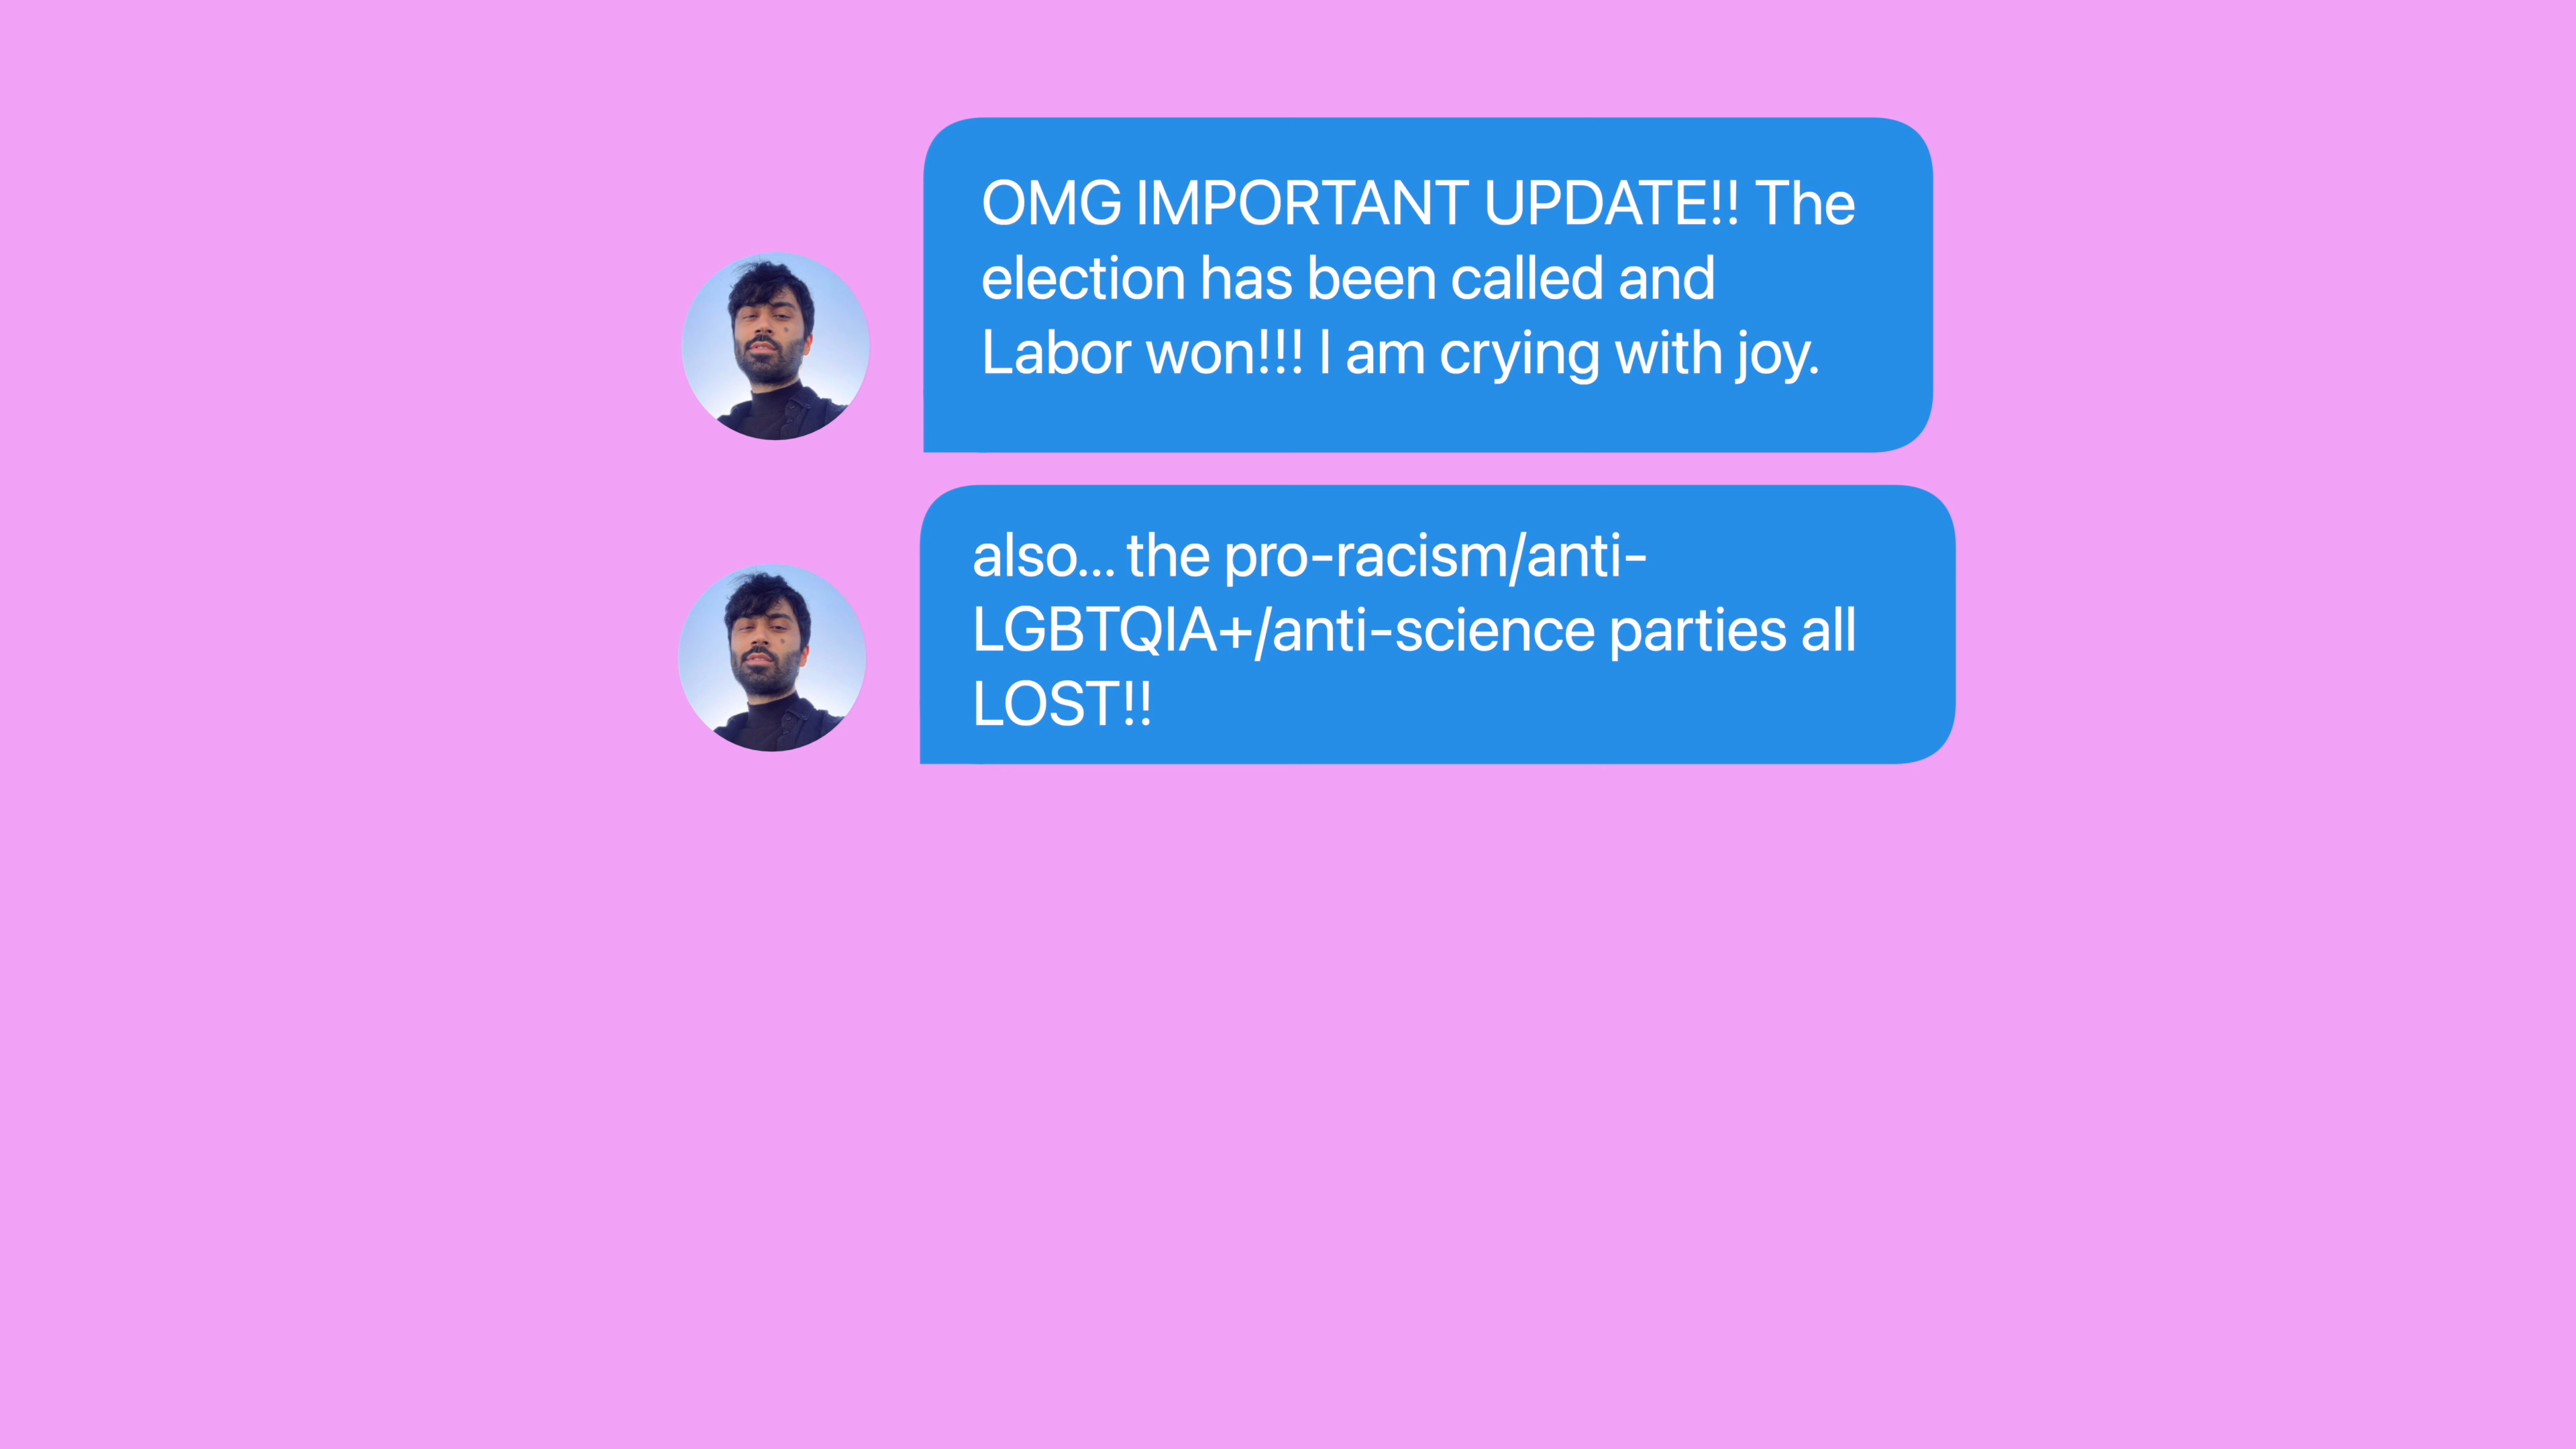 OMG IMPORTANT UPDATE!! The
election has been called and
Labor won!!! I am crying with joy.
also... the pro-racism/anti-
LGBTQIA+/anti-science parties all
LOST!!